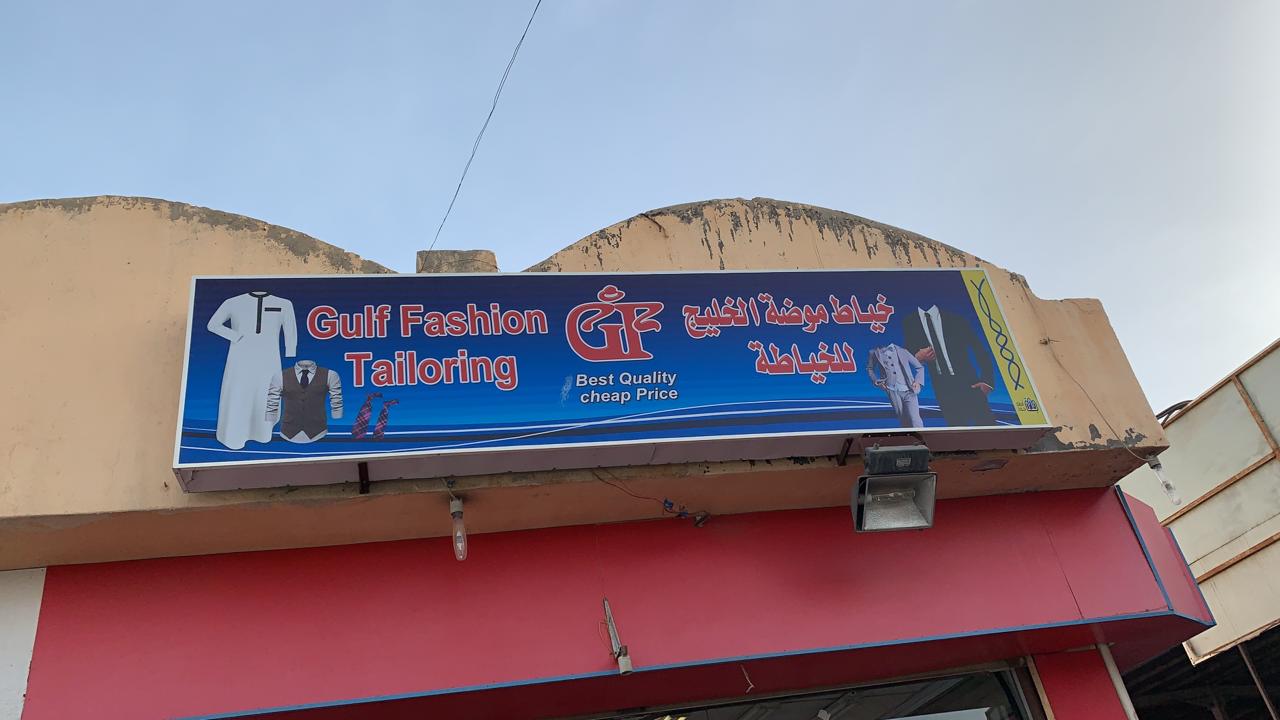 Gulf Fashion
Tailoring
GF
Best Quality
cheap Price
خياط موضة الخليج
للخياطة